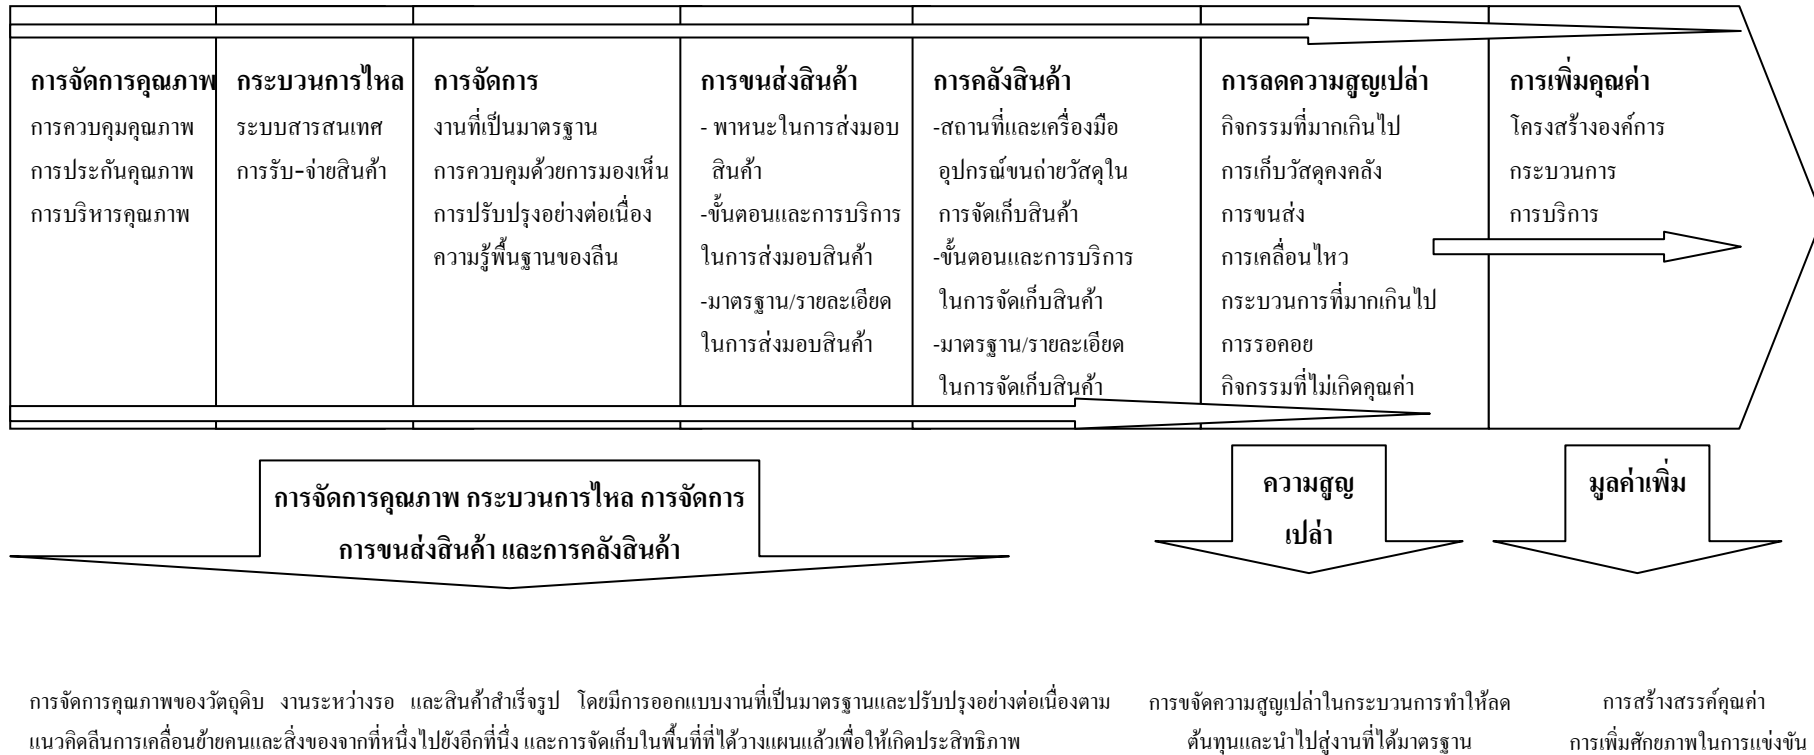 การจัดการคุณภาพ
การควบคุมคุณภาพ
การประกันคุณภาพ
การบริหารคุณภาพ
กระบวนการไหล
ระบบสารสนเทศ
การรับ-จ่ายสินค้า
การจัดการ
งานที่เป็นมาตรฐาน
การควบคุมด้วยการมองเห็น
การปรับปรุงอย่างต่อเนื่อง
ความรู้พื้นฐานของลีน
การขนส่งสินค้า
- พาหนะในการส่งมอบ
สินค้า
-ขั้นตอนและการบริการ
ในการส่งมอบสินค้า
-มาตรฐาน/รายละเอียด
ในการส่งมอบสินค้า
การคลังสินค้า
-สถานที่และเครื่องมือ
อุปกรณ์ขนถ่ายวัสดุใน
การจัดเก็บสินค้า
-ขั้นตอนและการบริการ
ในการจัดเก็บสินค้า
-มาตรฐาน/รายละเอียด
ในการจัดเก็บสินค้า
การลดความสูญเปล่า
กิจกรรมที่มากเกินไป
การเก็บวัสดุคงคลัง
การขนส่ง
การเคลื่อนไหว
กระบวนการที่มากเกินไป
การรอคอย
กิจกรรมที่ไม่เกิดคุณค่า
การเพิ่มคุณค่า
โครงสร้างองค์การ
กระบวนการ
การบริการ
การจัดการคุณภาพ กระบวนการไหล การจัดการ
การขนส่งสินค้า และการคลังสินค้า
ความสูญ
เปล่า
มูลค่าเพิ่ม
การจัดการคุณภาพของวัตถุดิบ งานระหว่างรอ และสินค้าสำเร็จรูป โดยมีการออกแบบงานที่เป็นมาตรฐานและปรับปรุงอย่างต่อเนื่องตาม
แนวคิดลีนการเคลื่อนย้ายคนและสิ่งของจากที่หนึ่งไปยังอีกที่นึ่ง และการจัดเก็บในพื้นที่ที่ได้วางแผนแล้วเพื่อให้เกิดประสิทธิภาพ
การขจัดความสูญเปล่าในกระบวนการทำให้ลด
ต้นทุนและนำไปสู่งานที่ได้มาตรฐาน
การสร้างสรรค์คุณค่า
การเพิ่มศักยภาพในการแข่งขัน